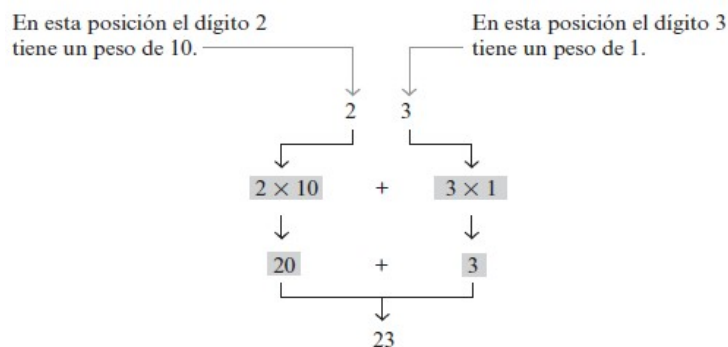 En esta posición el dígito 2
tiene un peso de 10.
En esta posición el dígito 3
tiene un peso de 1.
2 3
2 × 10 + 3 × 1
20 + 3
23